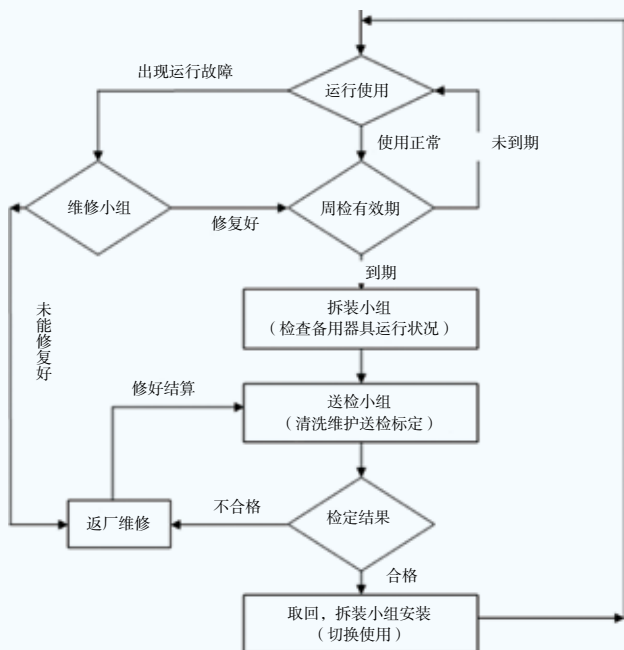 出现运行故障
运行使用
使用正常
未到期
维修小组
修复好
周检有效期
到期
拆装小组
（检查备用器具运行状况）
未能修复好
修好结算
送检小组
（清洗维护送检标定）
返厂维修
不合格
检定结果
合格
取回，拆装小组安装
（切换使用）